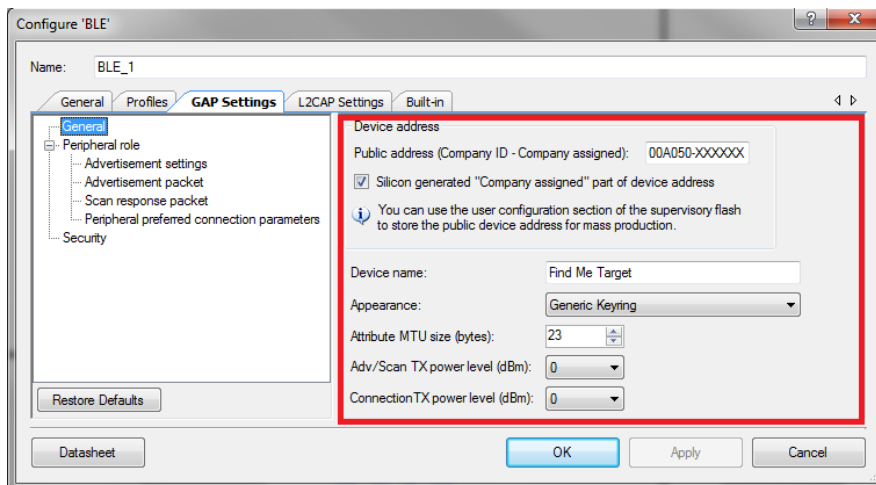 Configure 'BLE'
Name: BLE_1
General Profiles GAP Settings L2CAP Settings Built-in
General
Peripheral role
Advertisement settings
Advertisement packet
Scan response packet
Peripheral preferred connection parameters
Security
Restore Defaults
Device address
Public address (Company ID - Company assigned): 00A050-XXXXXX
Silicon generated "Company assigned" part of device address
You can use the user configuration section of the supervisory flash
to store the public device address for mass production.
Device name: Find Me Target
Appearance: Generic Keyring
Attribute MTU size (bytes): 23
Adv/Scan TX power level (dBm): 0
Connection TX power level (dBm): 0
Datasheet OK Apply Cancel